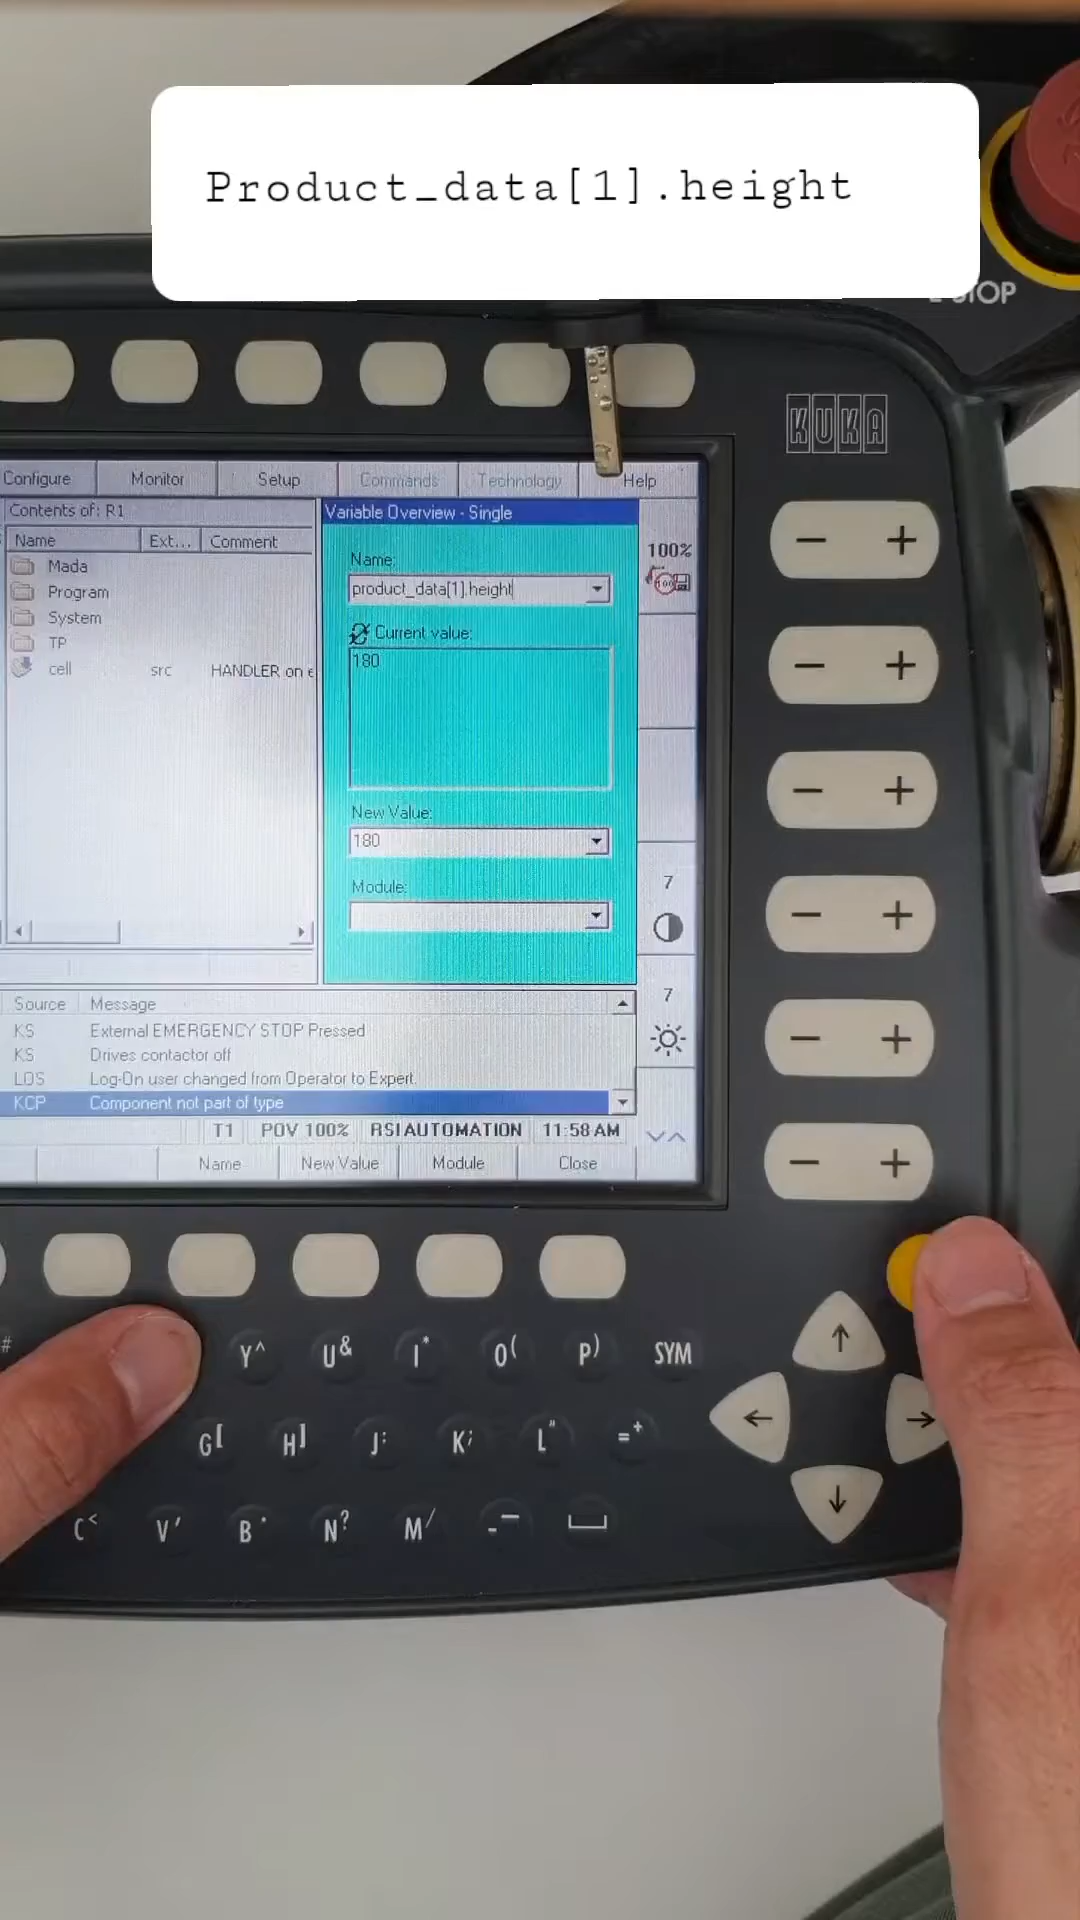 Product_data[1].height
STOP
KUKA
Configure Monitor Setup Commands Technology Help
Contents of: R1
Name Ext... Comment
Mada
Program
System
TP
cell src HANDLER on e
Variable Overview - Single
Name:
product_data[1].height
Current value:
180
New Value:
180
Module:
100%
100
7
7
Source Message
KS External EMERGENCY STOP Pressed
KS Drives contactor off
LOS Log-On user changed from Operator to Expert.
KCP Component not part of type
T1 POV 100% RSIAUTOMATION 11:58 AM
Name New Value Module Close
- +
- +
- +
- +
- +
- +
# Y^ U& I* O( P) SYM
G[ H] J: K; L" =+
C< V' B· N? M/ -_